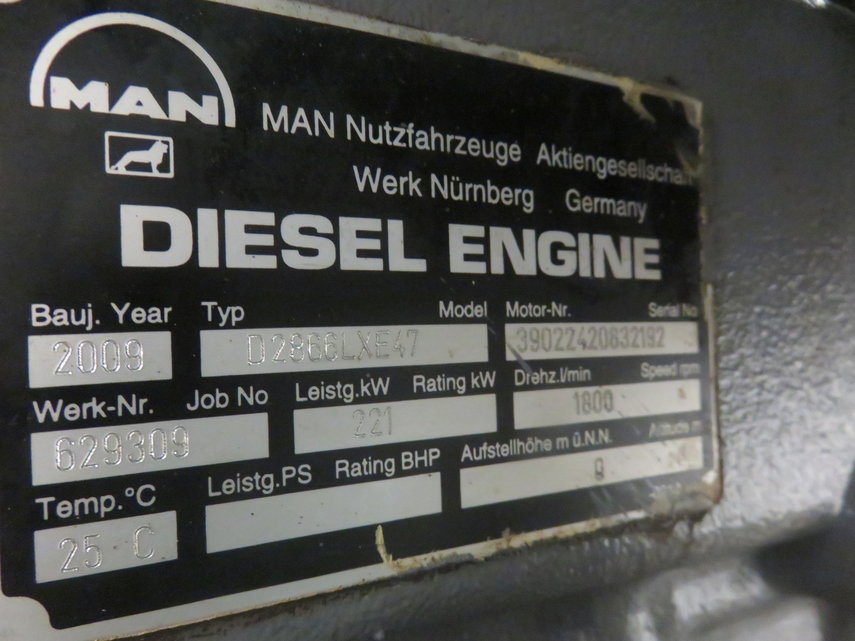 MAN
MAN Nutzfahrzeuge Aktiengesellschaft
Werk Nürnberg Germany
DIESEL ENGINE
Bauj. Year Typ Model Motor-Nr. Serial No
2009 D2866LXE47 39022420632192
Werk-Nr. Job No Leistg.kW Rating kW Drehz.l/min Speed rpm
629309 221 1800
Temp.°C Leistg.PS Rating BHP Aufstellhöhe m ü.N.N. Altitude m
25 C